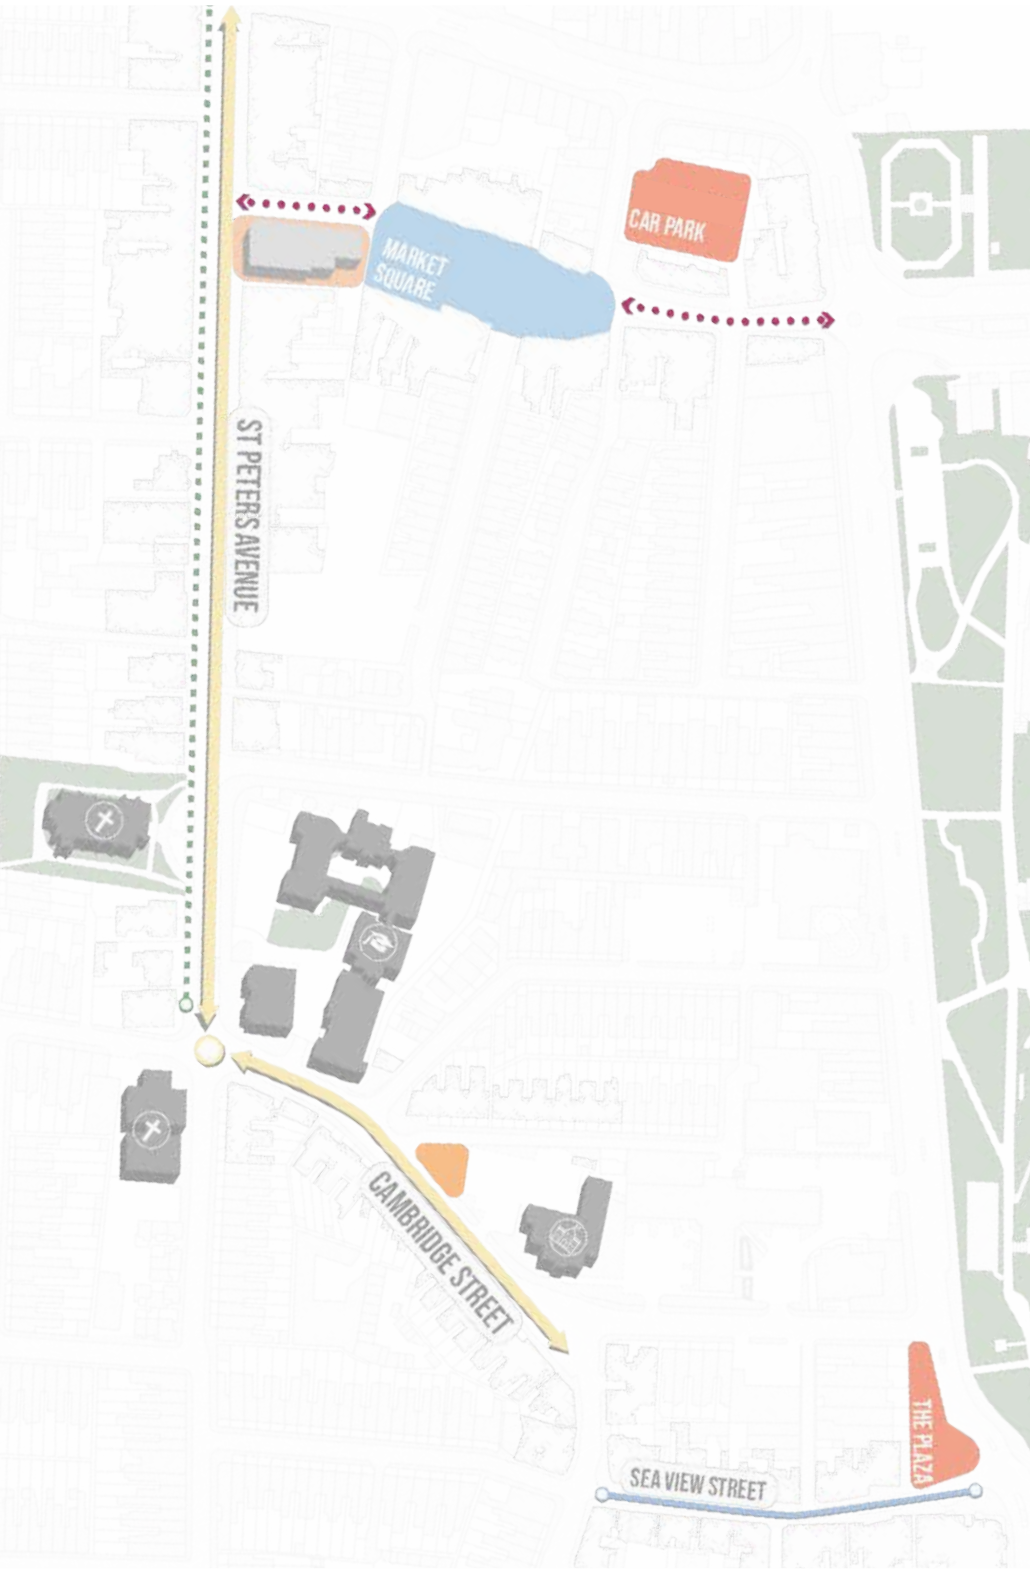 CAR PARK
MARKET
SQUARE
ST PETERS AVENUE
CAMBRIDGE STREET
THE PLAZA
SEA VIEW STREET